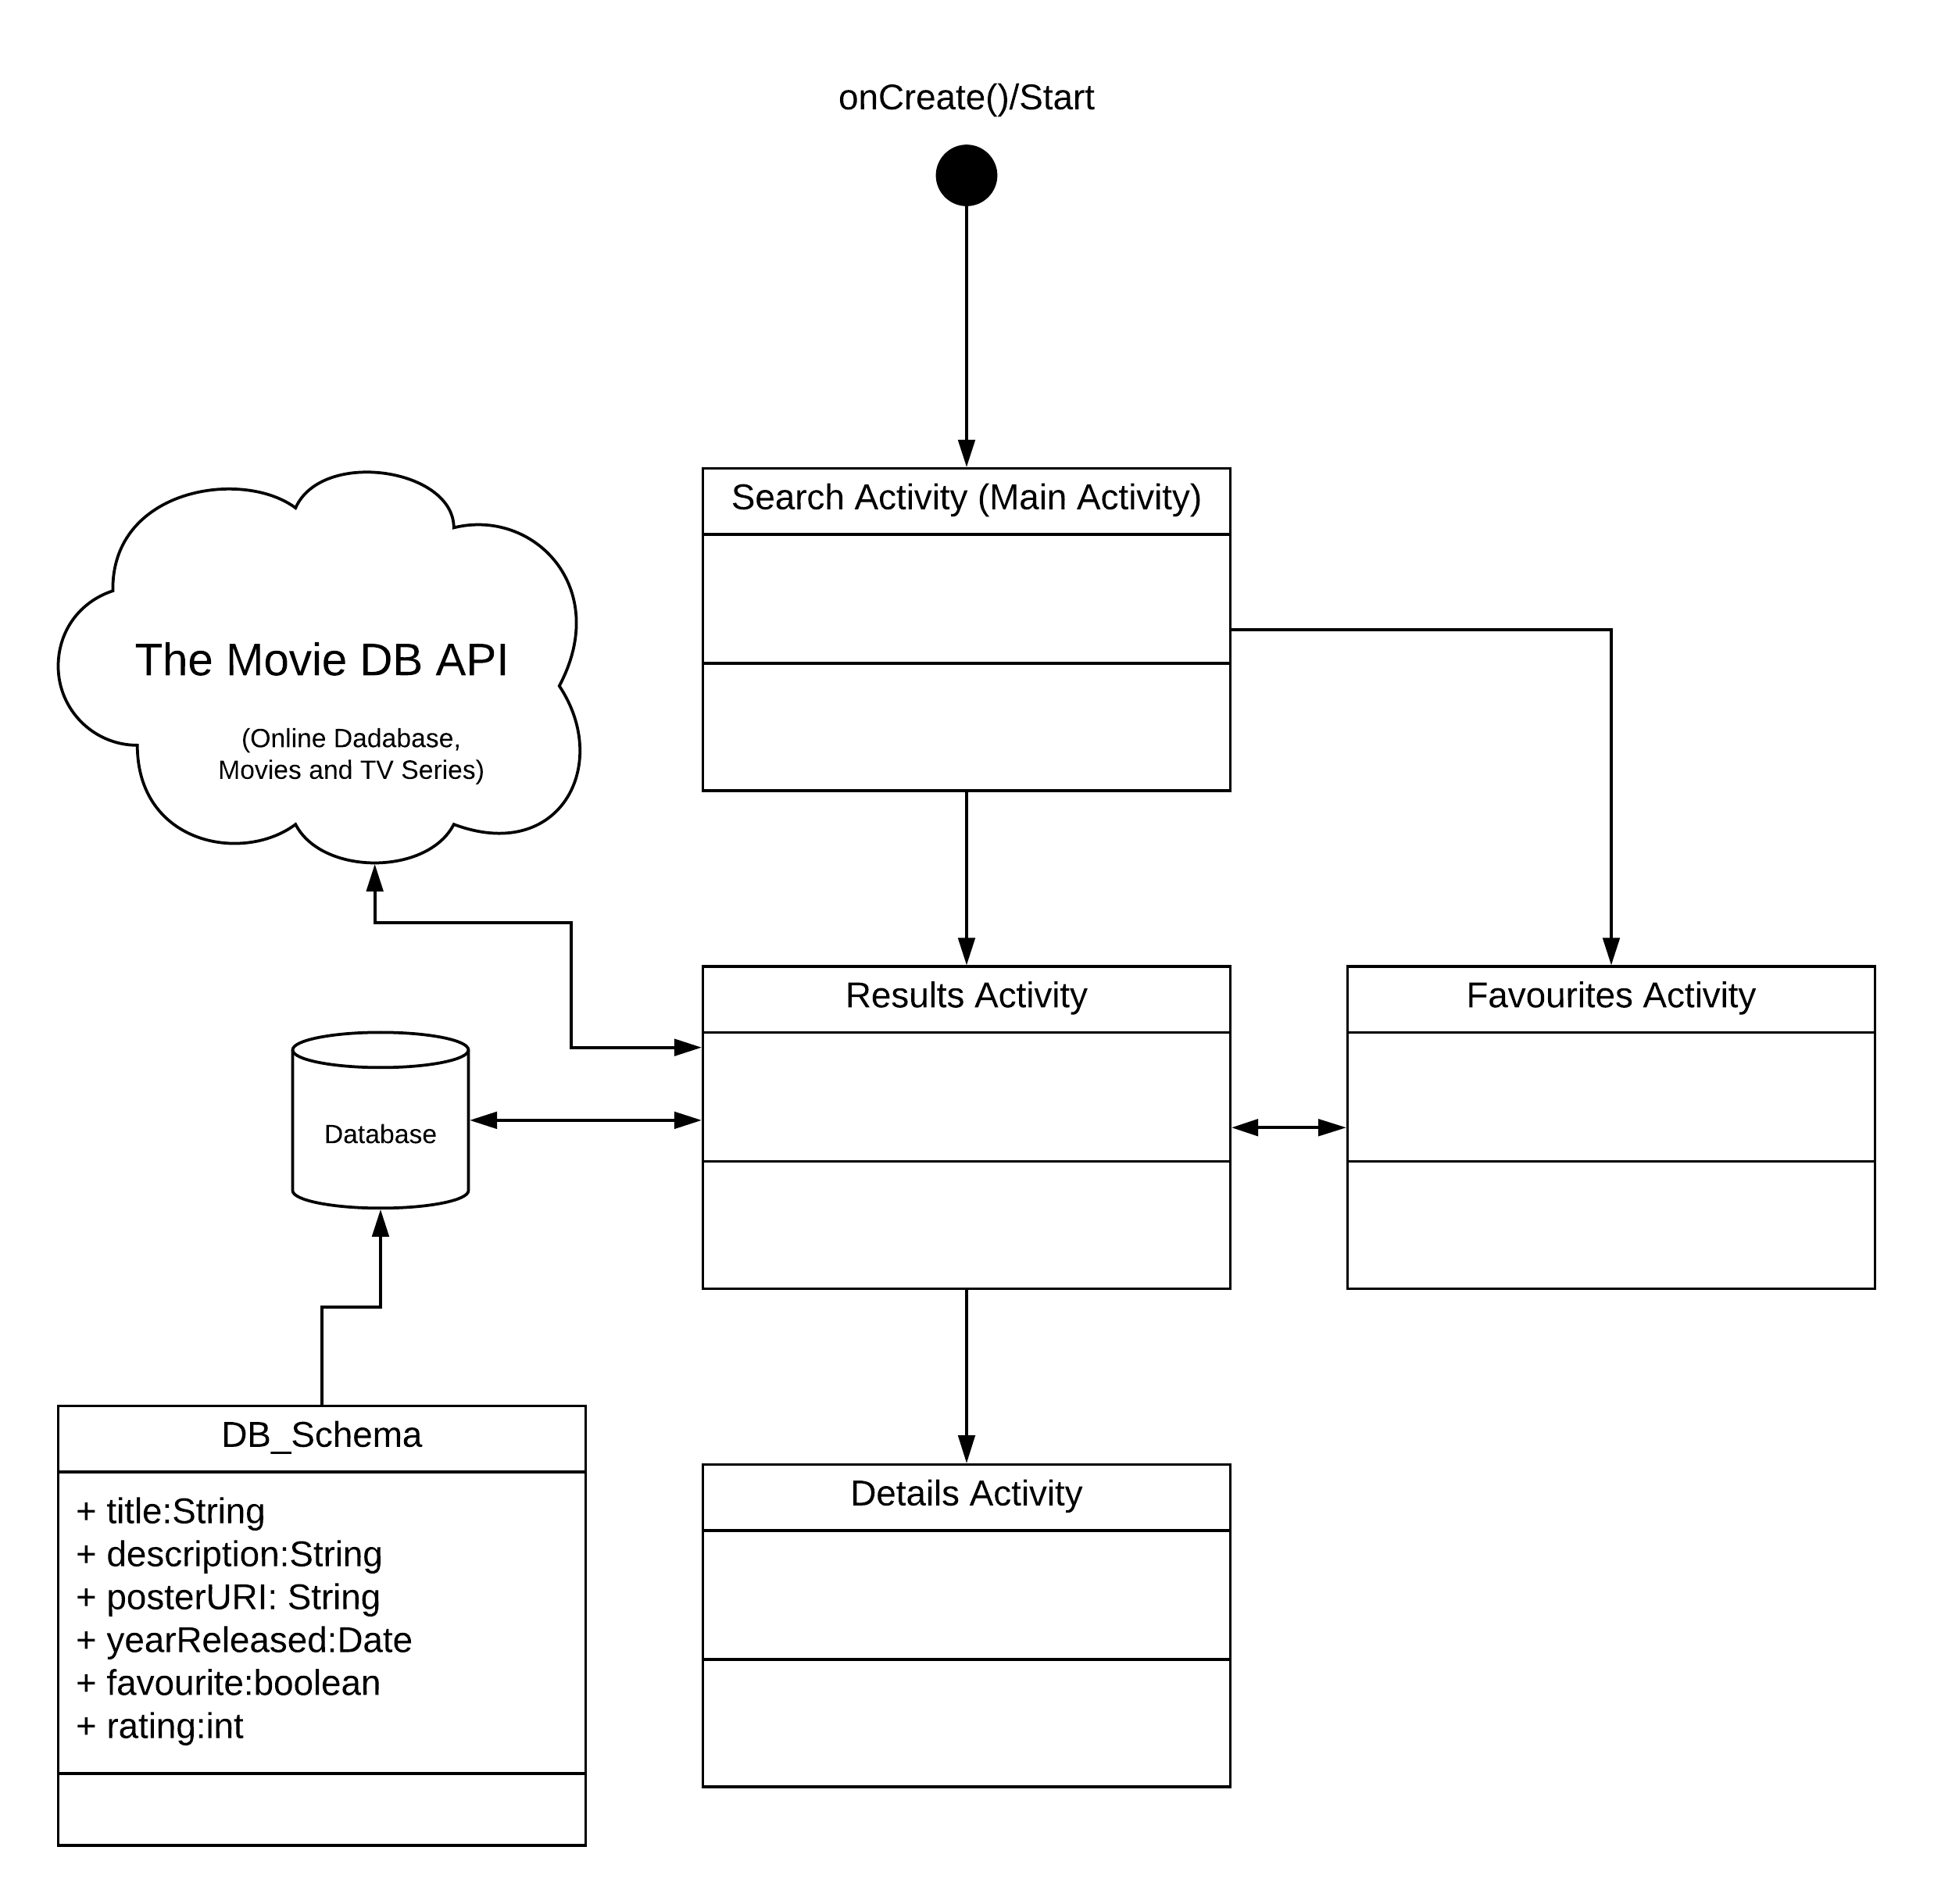 onCreate()/Start
Search Activity (Main Activity)
The Movie DB API
(Online Dadabase,
Movies and TV Series)
Results Activity
Favourites Activity
Database
DB_Schema
+ title:String
+ description:String
+ posterURI: String
+ yearReleased:Date
+ favourite:boolean
+ rating:int
Details Activity